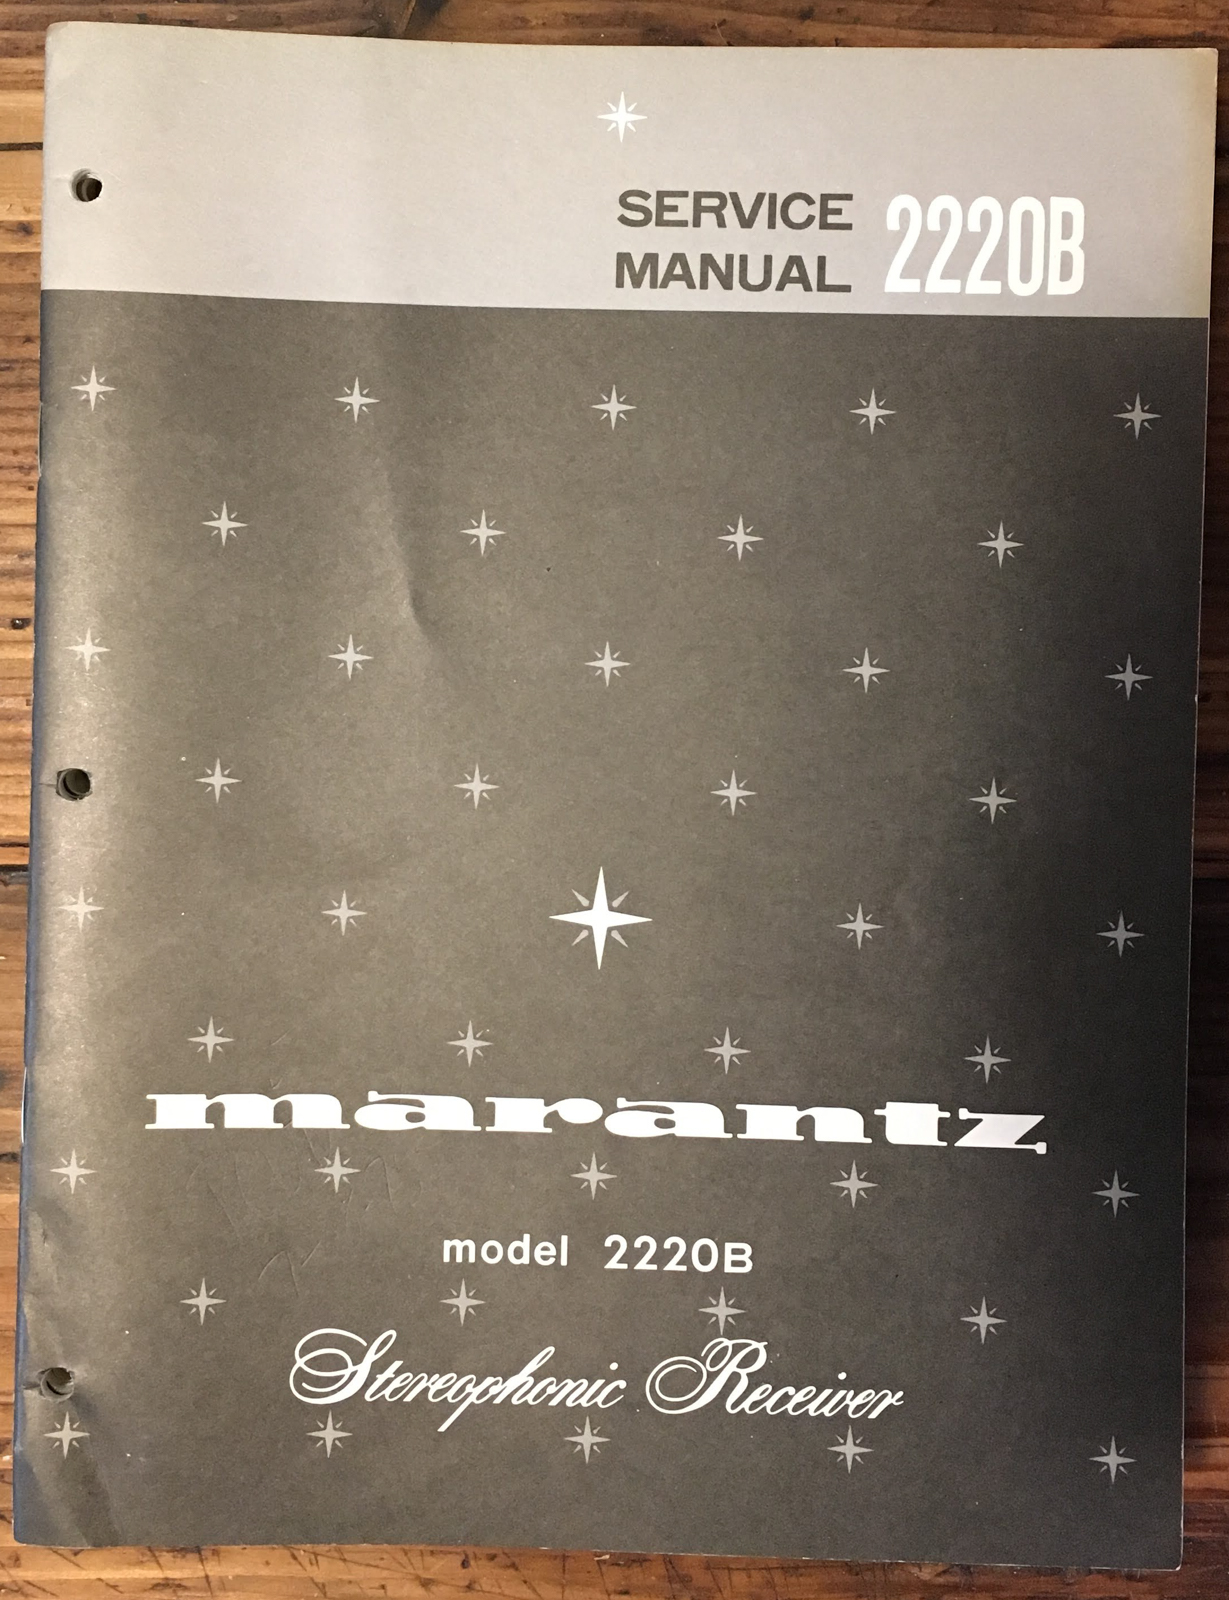 SERVICE
MANUAL 2220B
marantz
model 2220B
Stereophonic Receiver